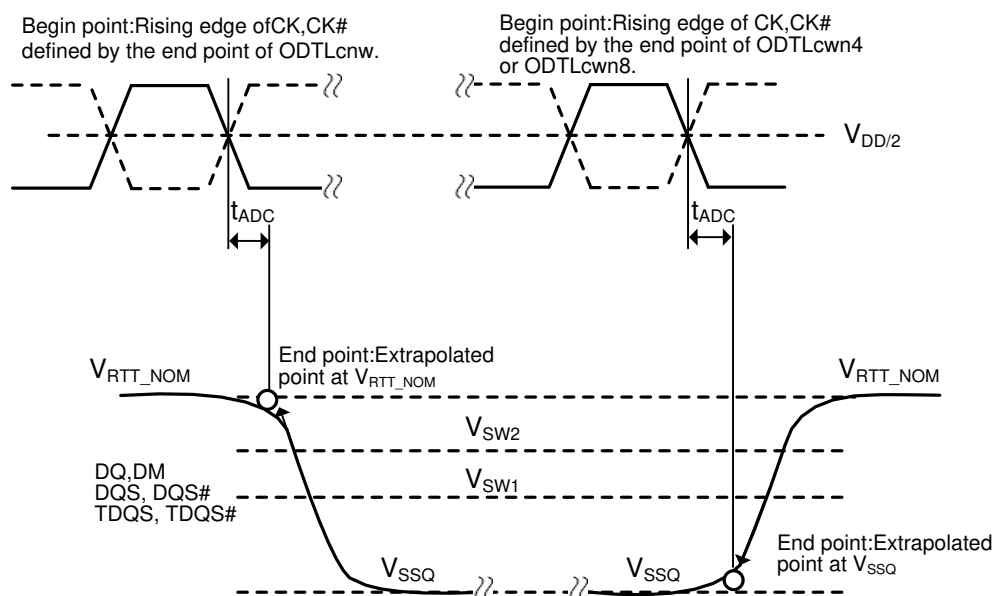 Begin point:Rising edge ofCK,CK#
defined by the end point of ODTLcnw.
Begin point:Rising edge of CK,CK#
defined by the end point of ODTLcwn4
or ODTLcwn8.
VDD/2
tADC
tADC
End point:Extrapolated
point at VRTT_NOM
VRTT_NOM
VRTT_NOM
VSW2
VSW1
DQ,DM
DQS, DQS#
TDQS, TDQS#
End point:Extrapolated
point at VSSQ
VSSQ
VSSQ